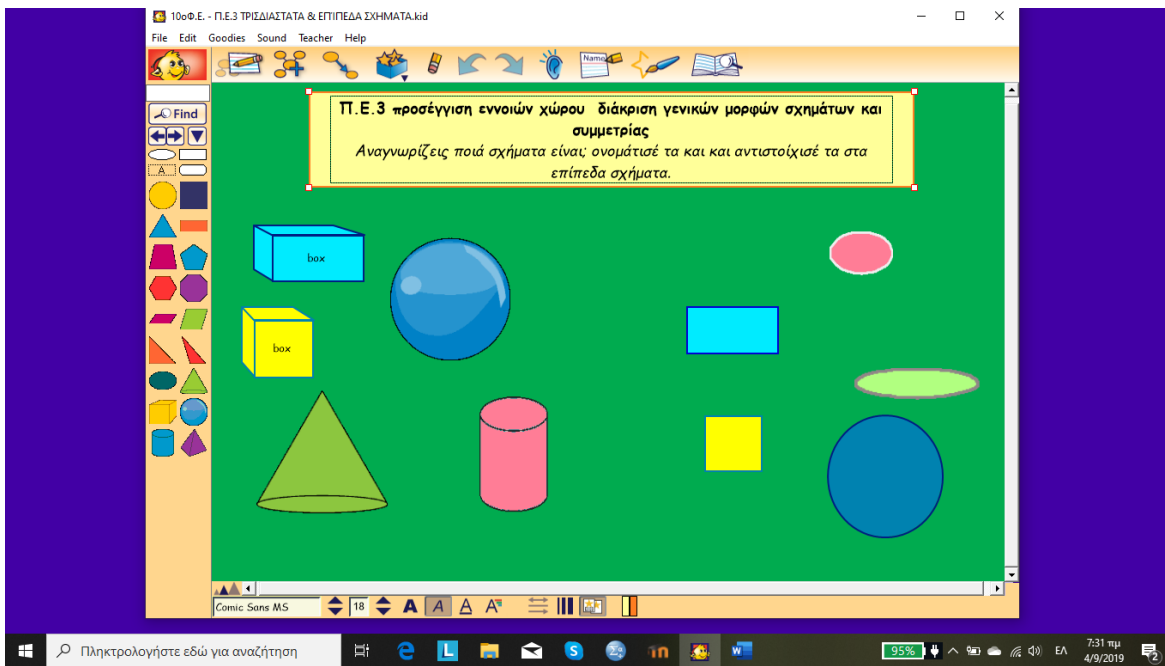 10οΦ.Ε. - Π.Ε.3 ΤΡΙΣΔΙΑΣΤΑΤΑ & ΕΠΙΠΕΔΑ ΣΧΗΜΑΤΑ.kid
File Edit Goodies Sound Teacher Help
Name
Find
A
Π.Ε.3 προσέγγιση εννοιών χώρου διάκριση γενικών μορφών σχημάτων και
συμμετρίας
Αναγνωρίζεις ποιά σχήματα είναι; ονομάτισέ τα και και αντιστοίχισέ τα στα
επίπεδα σχήματα.
box
box
Comic Sans MS 18 A A A A
Πληκτρολογήστε εδώ για αναζήτηση
95% ΕΛ 7:31 πμ
4/9/2019